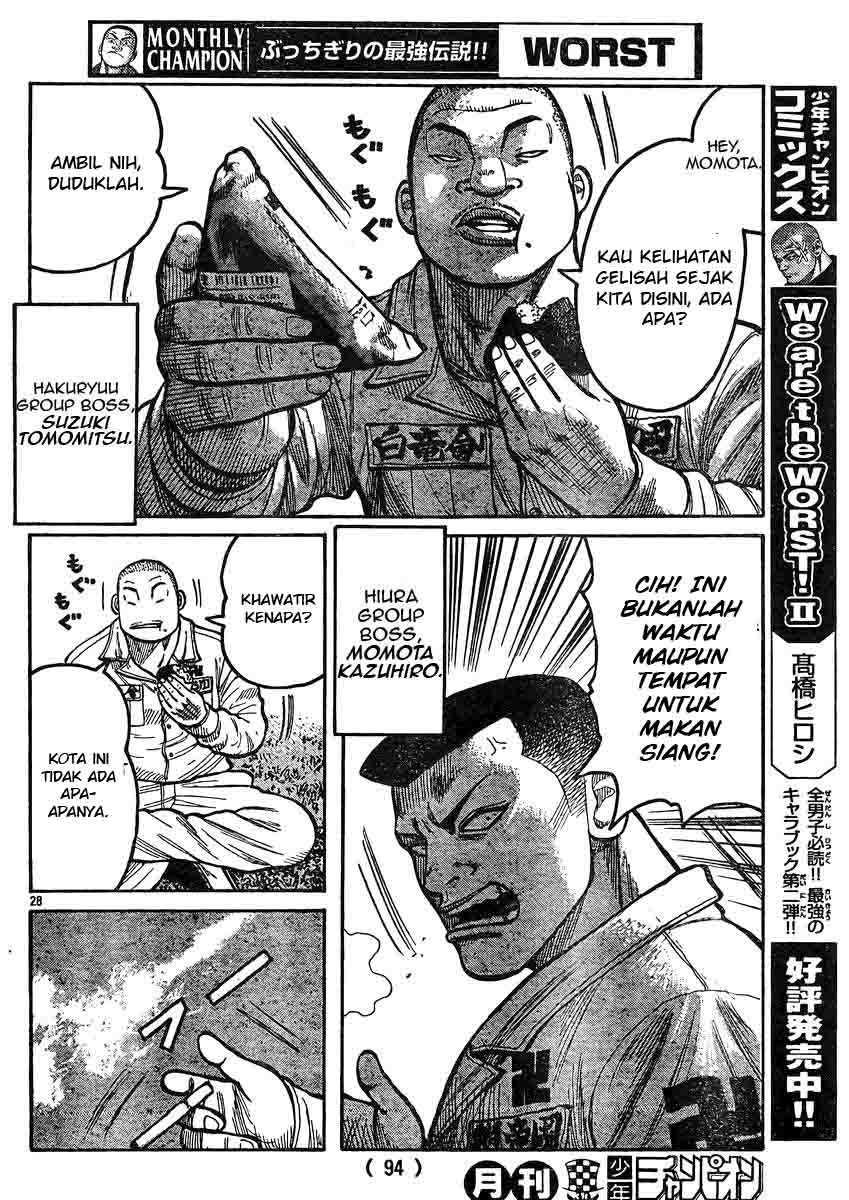 MONTHLY
CHAMPION
ぶっちぎりの最強伝説!!
WORST
HEY,
MOMOTA.
KAU KELIHATAN
GELISAH SEJAK
KITA DISINI, ADA
APA?
もぐ
もぐ
AMBIL NIH,
DUDUKLAH.
HAKURYUU
GROUP BOSS,
SUZUKI
TOMOMITSU.
白竜会
CIH! INI
BUKANLAH
WAKTU
MAUPUN
TEMPAT
UNTUK
MAKAN
SIANG!
HIURA
GROUP
BOSS,
MOMOTA
KAZUHIRO.
卍
卍
KHAWATIR
KENAPA?
もぐ
もぐ
KOTA INI
TIDAK ADA
APA-
APANYA.
28
少年チャンピオン
コミックス
We are the WORST! II
髙橋ヒロシ
全男子必読!! 最強の
キャラブック第二弾!!
好評発売中!!
( 94 )
月刊
少年
チャンピオン